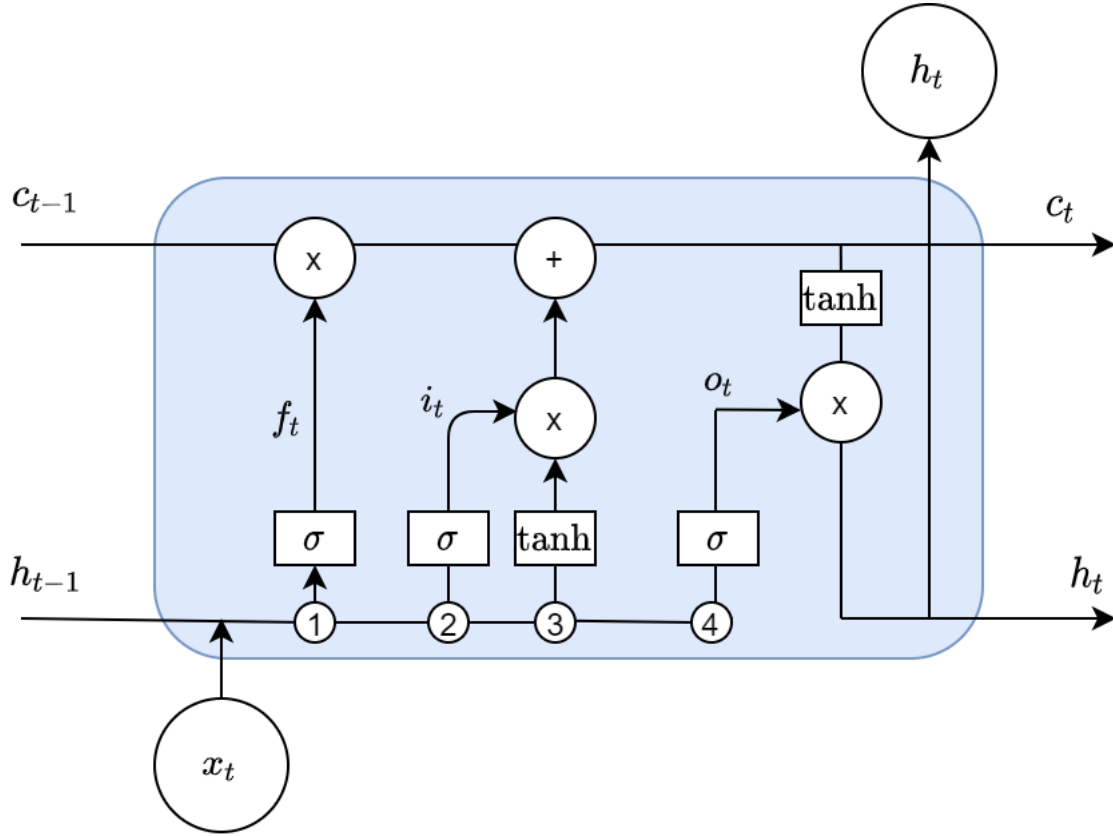 h_t
c_{t-1}
c_t
x
+
tanh
o_t
i_t
x
x
f_t
σ
σ
tanh
σ
h_{t-1}
h_t
1
2
3
4
x_t